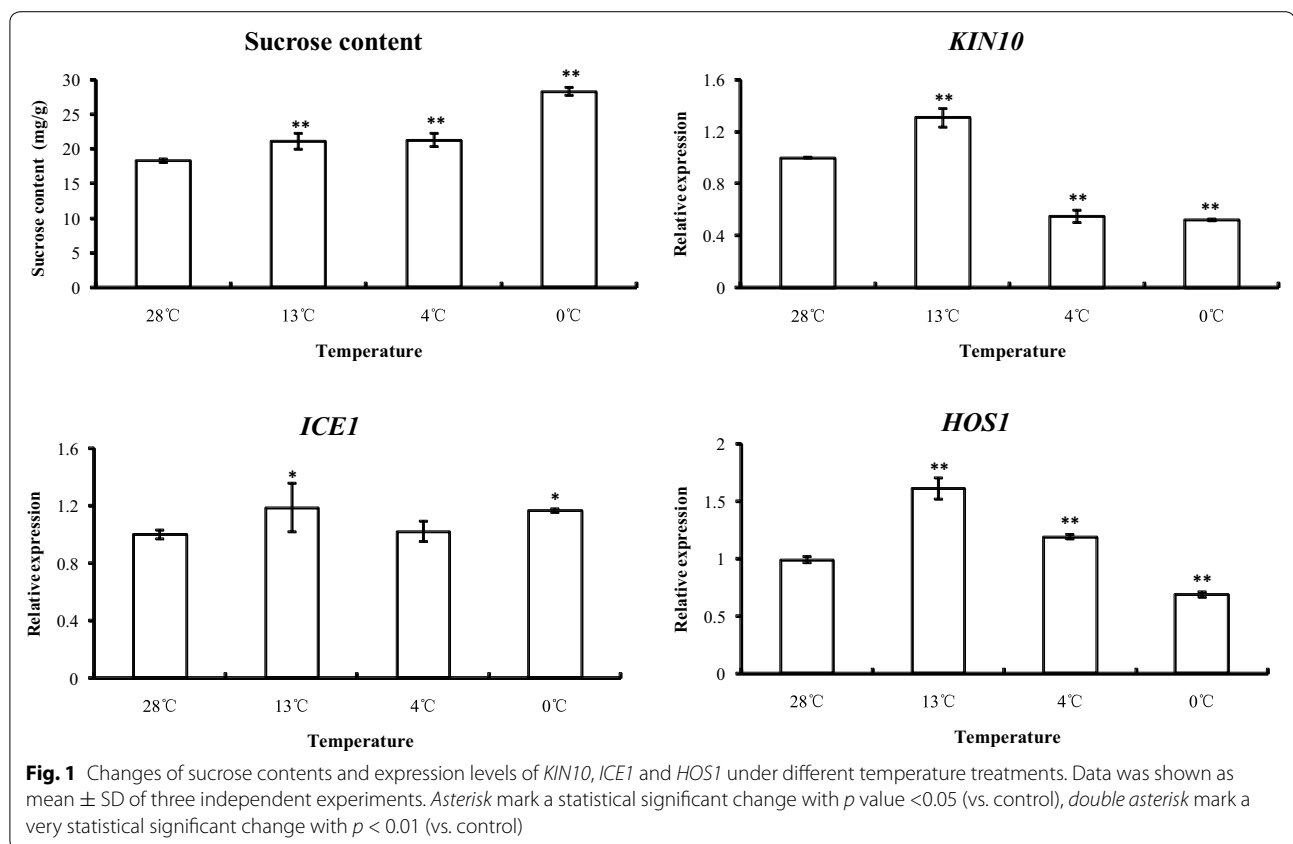 Sucrose content
Sucrose content (mg/g)
30
25
20
15
10
5
0
**
**
**
28℃ 13℃ 4℃ 0℃
Temperature
KIN10
Relative expression
1.6
1.2
0.8
0.4
0
**
**
**
28℃ 13℃ 4℃ 0℃
Temperature
ICE1
Relative expression
1.6
1.2
0.8
0.4
0
*
*
28℃ 13℃ 4℃ 0℃
Temperature
HOS1
Relative expression
2
1.5
1
0.5
0
**
**
**
28℃ 13℃ 4℃ 0℃
Temperature
Fig. 1 Changes of sucrose contents and expression levels of KIN10, ICE1 and HOS1 under different temperature treatments. Data was shown as
mean ± SD of three independent experiments. Asterisk mark a statistical significant change with p value <0.05 (vs. control), double asterisk mark a
very statistical significant change with p < 0.01 (vs. control)